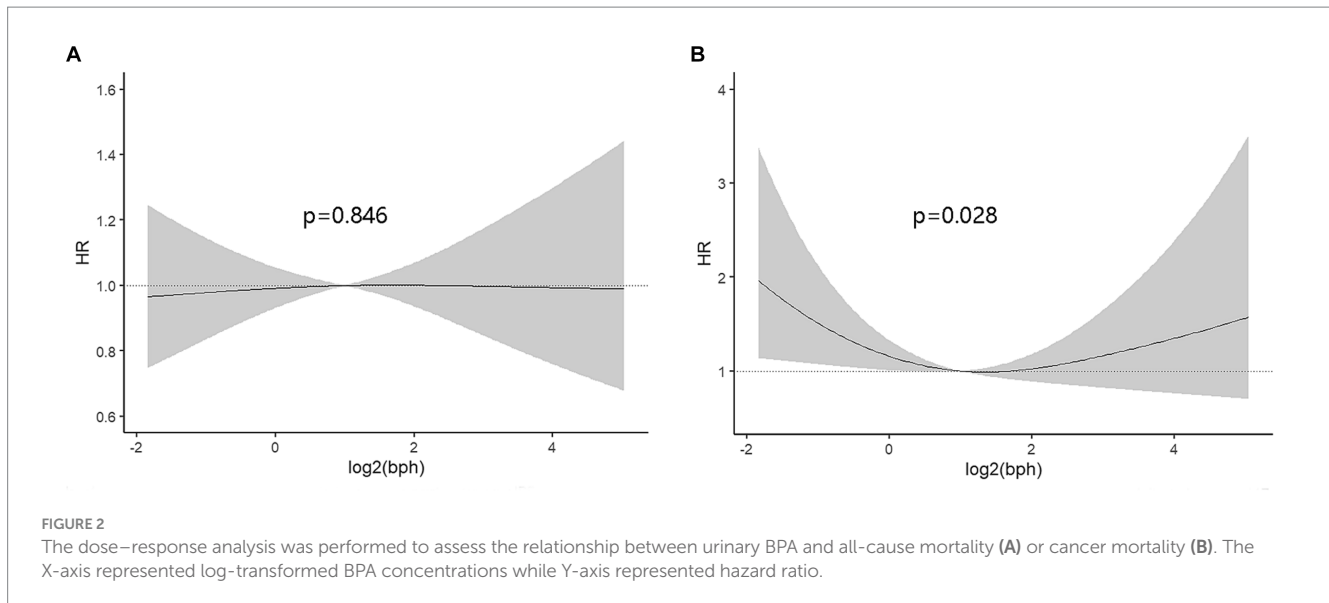 A
1.6
1.4
1.2
1.0
0.8
0.6
HR
p=0.846
-2
0
2
4
log2(bph)
B
4
3
2
1
HR
p=0.028
-2
0
2
4
log2(bph)
FIGURE 2
The dose–response analysis was performed to assess the relationship between urinary BPA and all-cause mortality (A) or cancer mortality (B). The
X-axis represented log-transformed BPA concentrations while Y-axis represented hazard ratio.